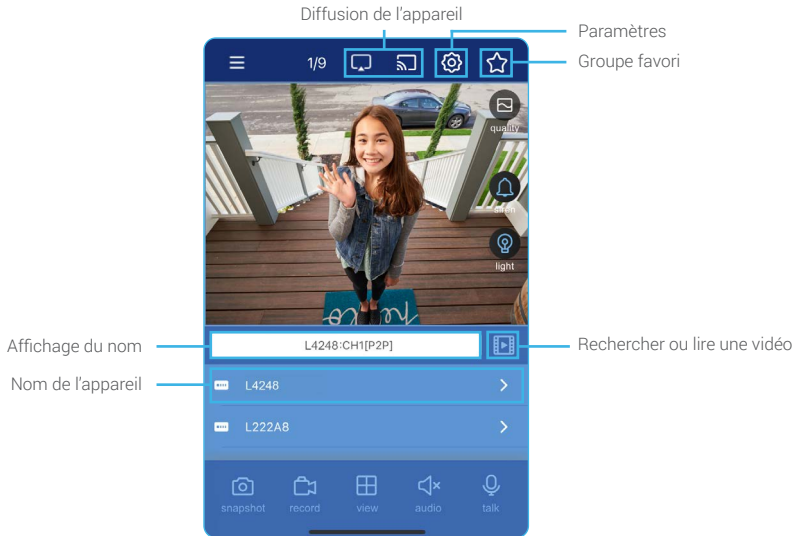 Diffusion de l'appareil
Paramètres
1/9
Groupe favori
quality
siren
light
Affichage du nom
L4248:CH1[P2P]
Rechercher ou lire une vidéo
Nom de l'appareil
L4248
L222A8
snapshot
record
view
audio
talk